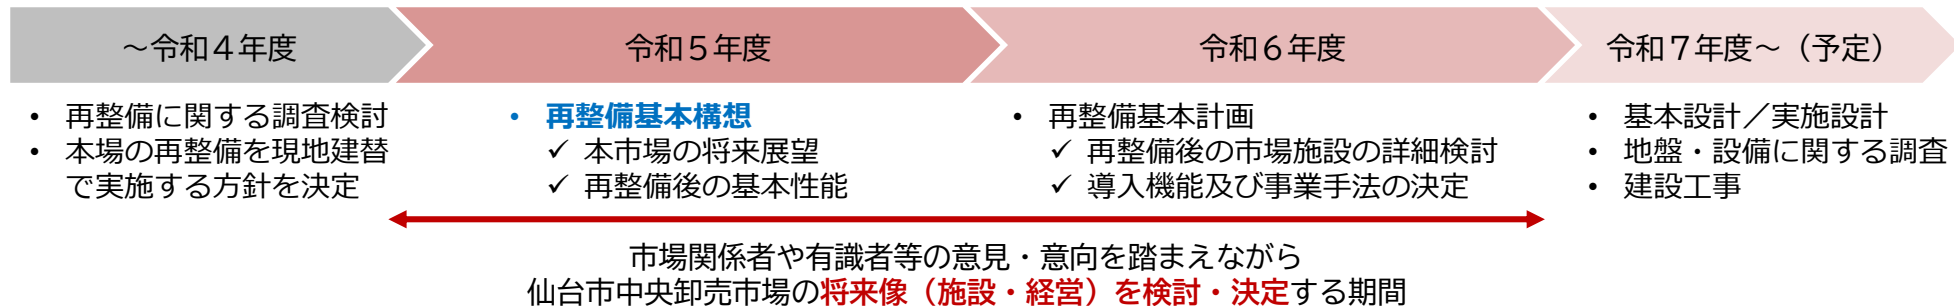 ～令和４年度
令和５年度
令和６年度
令和７年度～（予定）
• 再整備に関する調査検討
• 本場の再整備を現地建替
で実施する方針を決定
• 再整備基本構想
✓ 本市場の将来展望
✓ 再整備後の基本性能
• 再整備基本計画
✓ 再整備後の市場施設の詳細検討
✓ 導入機能及び事業手法の決定
• 基本設計／実施設計
• 地盤・設備に関する調査
• 建設工事
市場関係者や有識者等の意見・意向を踏まえながら
仙台市中央卸売市場の将来像（施設・経営）を検討・決定する期間